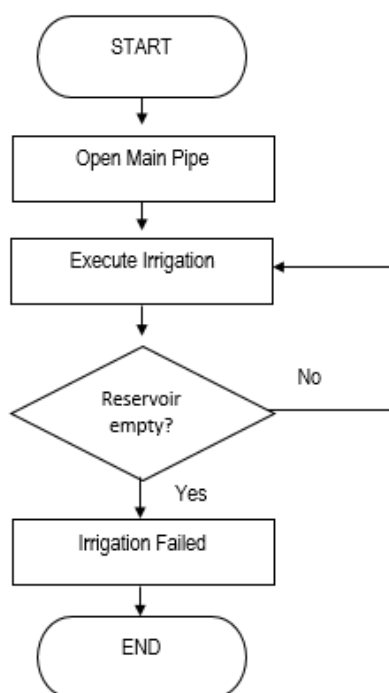 START
Open Main Pipe
Execute Irrigation
Reservoir
empty?
No
Yes
Irrigation Failed
END